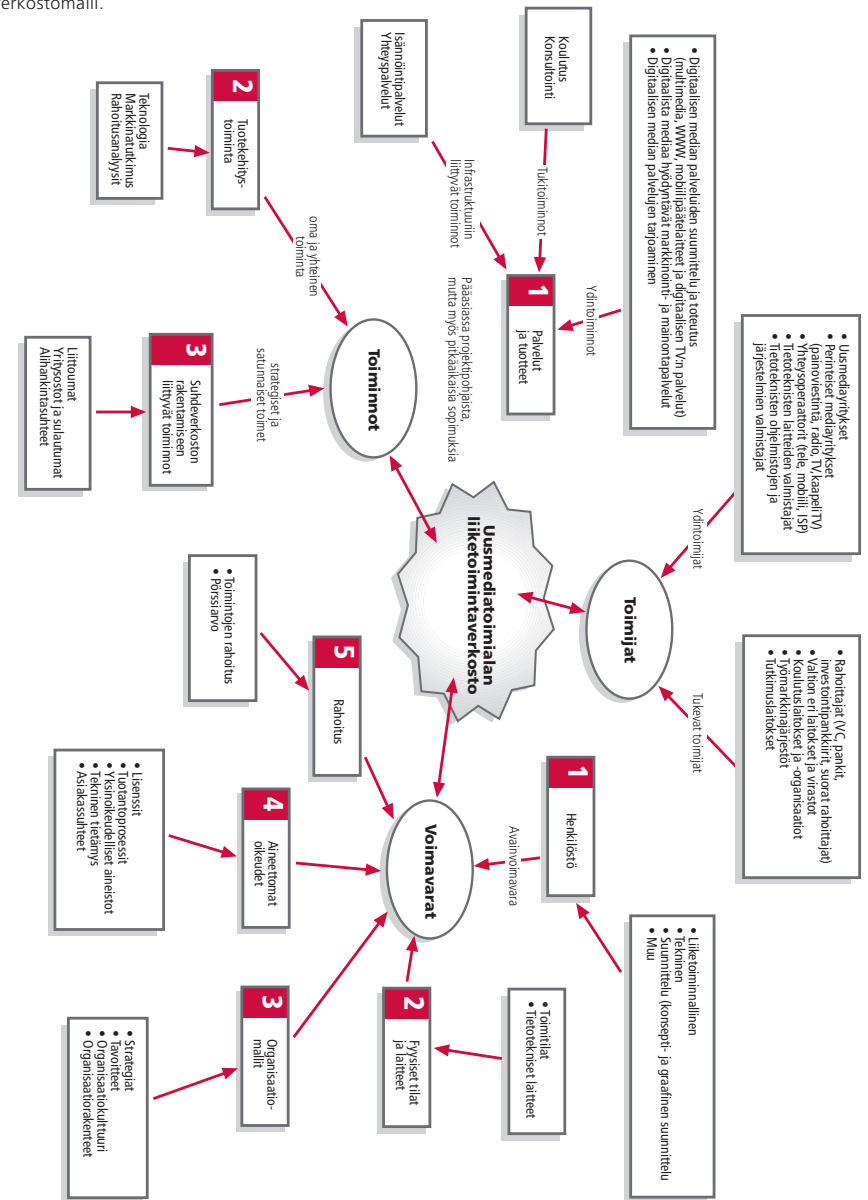 verkostomalli.
• Uusmediayritykset
• Perinteiset mediayritykset
(painoviestintä, radio, TV,kaapeliTV)
• Yhteysoperaattorit (tele, mobiili, ISP)
• Tietoteknisten laitteiden valmistajat
• Tietoteknisten ohjelmistojen ja
järjestelmien valmistajat
• Rahoittajat (VC, pankit,
investointipankkiirit, suorat rahoittajat)
• Valtion eri laitokset ja virastot
• Koulutuslaitokset ja -organisaatiot
• Työmarkkinajärjestöt
• Tutkimuslaitokset
Ydintoimijat
Tukevat toimijat
Toimijat
• Digitaalisen median palveluiden suunnittelu ja toteutus
(multimedia, WWW, mobiilipäätelaitteet ja digitaalisen TV:n palvelut)
• Digitaalista mediaa hyödyntävät markkinointi- ja mainontapalvelut
• Digitaalisen median palvelujen tarjoaminen
Koulutus
Konsultointi
Isännöintipalvelut
Yhteyspalvelut
Ydintoiminnot
Tukitoiminnot
Infrastruktuuriin
liittyvät toiminnot
1
Palvelut
ja tuotteet
Pääasiassa projektipohjaista,
mutta myös pitkäaikaisia sopimuksia
2
Tuotekehitys-
toiminta
Teknologia
Markkinatutkimus
Rahoitusanalyysit
oma ja yhteinen
toiminta
Toiminnot
strategiset ja
satunnaiset toimet
3
Suhdeverkoston
rakentamiseen
liittyvät toiminnot
Liittoumat
Yritysostot ja sulautumat
Alihankintasuhteet
Uusmediatoimialan
liiketoimintaverkosto
• Liiketoiminnallinen
• Tekninen
• Suunnittelu (konsepti- ja graafinen suunnittelu
• Muu
1
Henkilöstö
Avainvoimavara
Voimavarat
• Toimitilat
• Tietotekniset laitteet
2
Fyysiset tilat
ja laitteet
3
Organisaatio-
mallit
• Strategiat
• Tavoitteet
• Organisaatiokulttuuri
• Organisaatiorakenteet
4
Aineettomat
oikeudet
• Lisenssit
• Tuotantoprosessit
• Yksinoikeudelliset aineistot
• Tekninen tietämys
• Asiakassuhteet
5
Rahoitus
• Toimintojen rahoitus
• Pörssiarvo